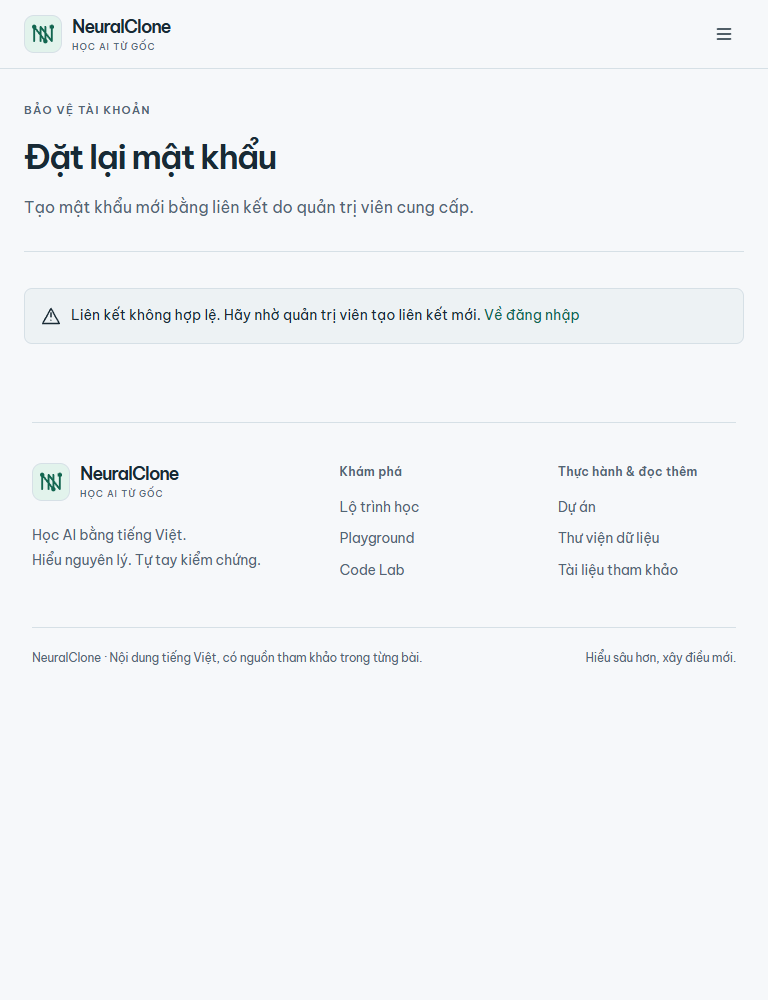 NeuralClone
HỌC AI TỪ GỐC
BẢO VỆ TÀI KHOẢN
Đặt lại mật khẩu
Tạo mật khẩu mới bằng liên kết do quản trị viên cung cấp.
Liên kết không hợp lệ. Hãy nhờ quản trị viên tạo liên kết mới. Về đăng nhập
NeuralClone
HỌC AI TỪ GỐC
Học AI bằng tiếng Việt.
Hiểu nguyên lý. Tự tay kiểm chứng.
Khám phá
Lộ trình học
Playground
Code Lab
Thực hành & đọc thêm
Dự án
Thư viện dữ liệu
Tài liệu tham khảo
NeuralClone · Nội dung tiếng Việt, có nguồn tham khảo trong từng bài.
Hiểu sâu hơn, xây điều mới.